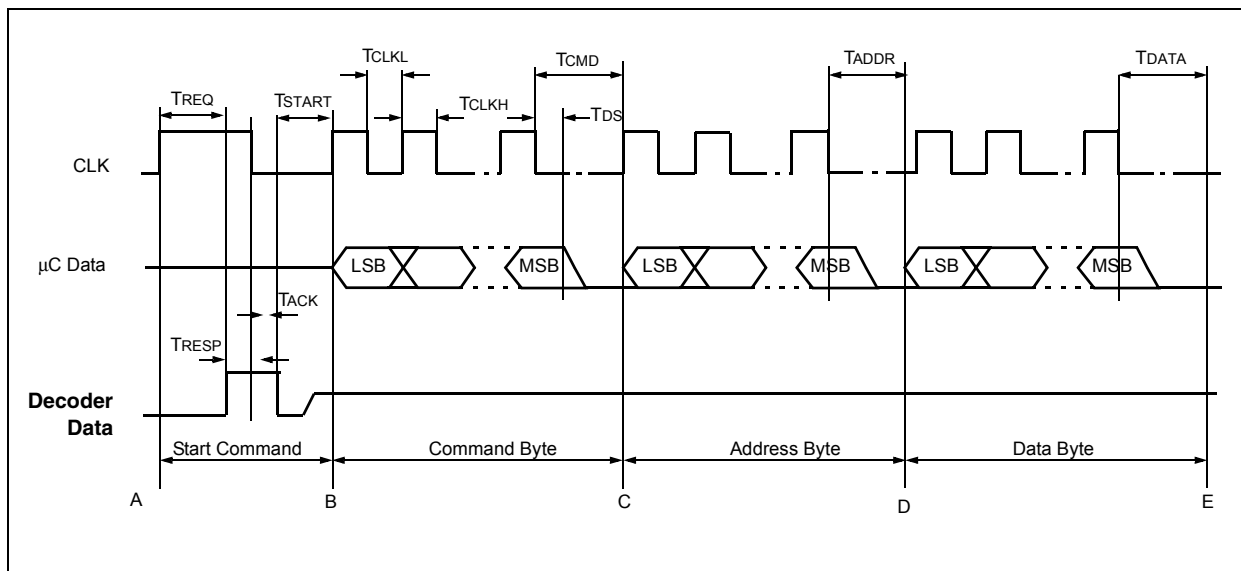 TCLKL
TCMD
TADDR
TDATA
TREQ
TSTART
TCLKH
TDS
CLK
μC Data
LSB
MSB
LSB
MSB
LSB
MSB
TACK
TRESP
Decoder
Data
Start Command
Command Byte
Address Byte
Data Byte
A
B
C
D
E